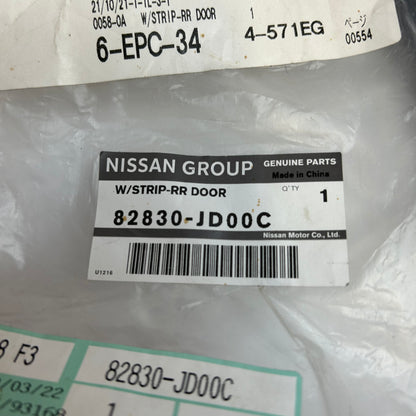 21/10/21-1-1L-3-1
0058-0A W/STRIP-RR DOOR 1
6-EPC-34 4-571EG
ページ
00554
NISSAN GROUP GENUINE PARTS
Made in China
W/STRIP-RR DOOR Q'TY 1
82830-JD00C
Nissan Motor Co., Ltd.
U1216
8 F3 82830-JD00C
/03/22
/93168 1